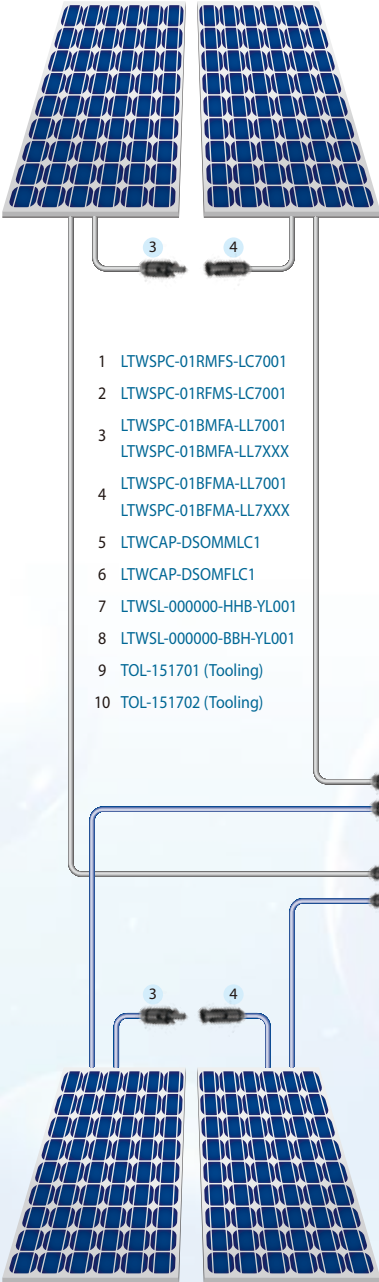 3 4
1 LTWSPC-01RMFS-LC7001
2 LTWSPC-01RFMS-LC7001
3 LTWSPC-01BMFA-LL7001
LTWSPC-01BMFA-LL7XXX
4 LTWSPC-01BFMA-LL7001
LTWSPC-01BFMA-LL7XXX
5 LTWCAP-DSOMMLC1
6 LTWCAP-DSOMFLC1
7 LTWSL-000000-HHB-YL001
8 LTWSL-000000-BBH-YL001
9 TOL-151701 (Tooling)
10 TOL-151702 (Tooling)
3 4